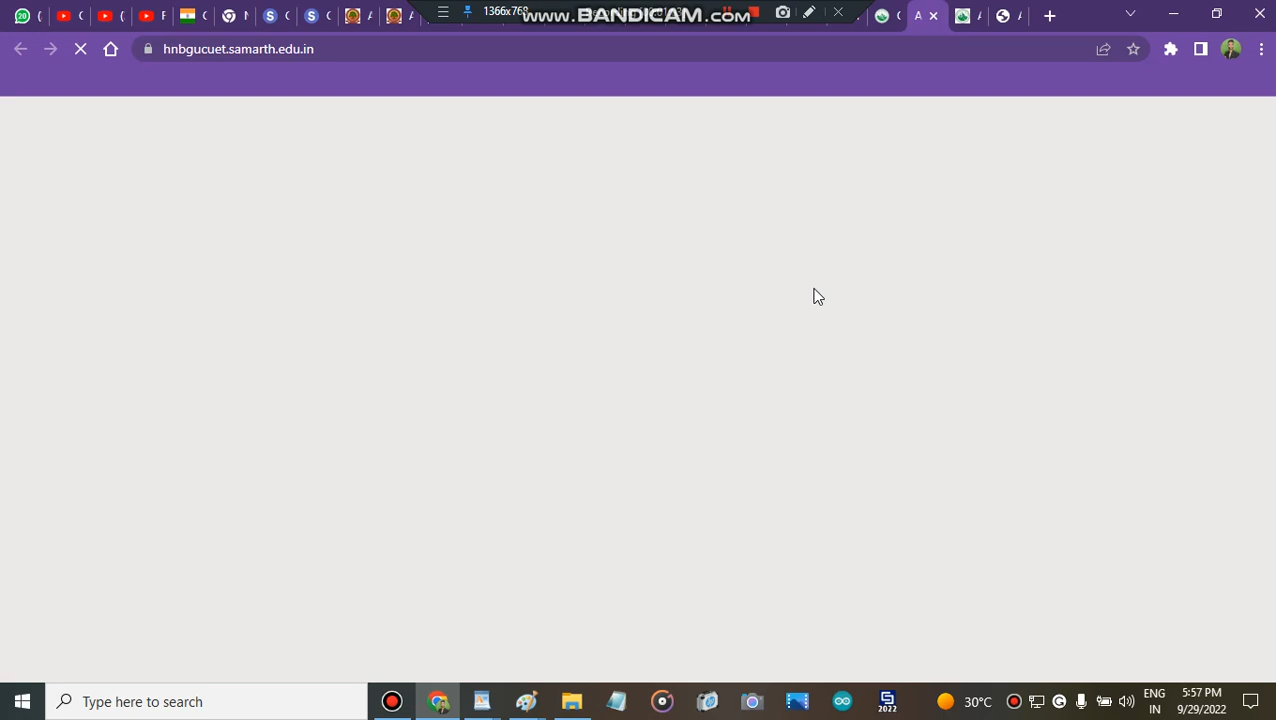 1366x768
www.BANDICAM.com
hnbgucuet.samarth.edu.in
Type here to search
2022
30°C
ENG
IN
5:57 PM
9/29/2022